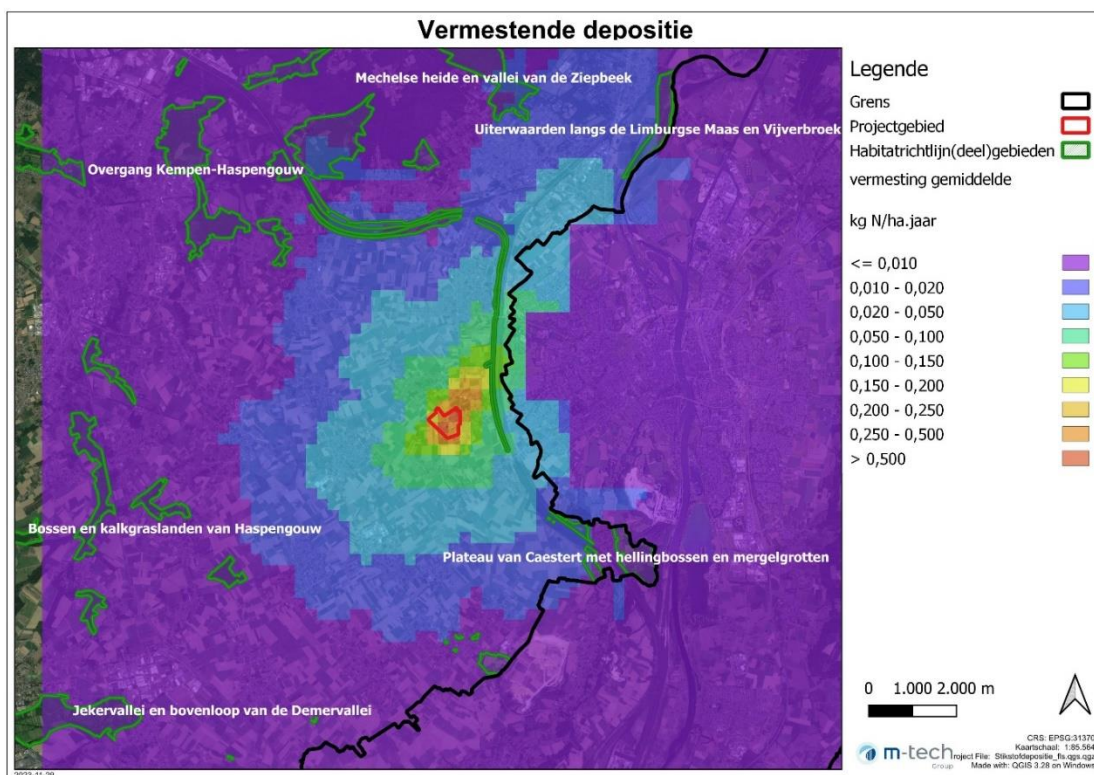 Vermestende depositie
Mechelse heide en vallei van de Ziepbeek
Uiterwaarden langs de Limburgse Maas en Vijverbroek
Overgang Kempen-Haspengouw
Bossen en kalkgraslanden van Haspengouw
Plateau van Caestert met hellingbossen en mergelgrotten
Jekervallei en bovenloop van de Demervallei
Legende
Grens
Projectgebied
Habitatrichtlijn(deel)gebieden
vermesting gemiddelde
kg N/ha.jaar
<= 0,010
0,010 - 0,020
0,020 - 0,050
0,050 - 0,100
0,100 - 0,150
0,150 - 0,200
0,200 - 0,250
0,250 - 0,500
> 0,500
0 1.000 2.000 m
m-tech
Group
CRS: EPSG:31370
Kaartschaal: 1:85.564
roject File: Stikstofdepositie_fls.qgs.qgz
Made with: QGIS 3.28 on Windows